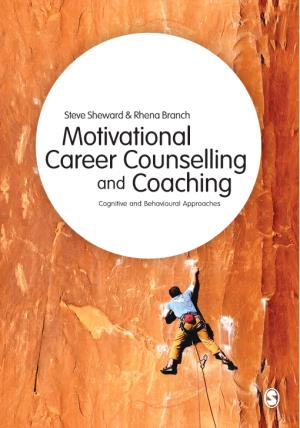 Steve Sheward & Rhena Branch
Motivational
Career Counselling
and Coaching
Cognitive and Behavioural Approaches
S